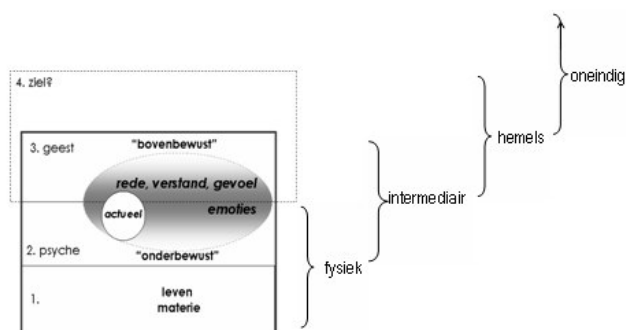 oneindig
4. ziel?
hemels
3. geest
"bovenbewust"
rede, verstand, gevoel
intermediair
actueel
emoties
2. psyche
"onderbewust"
fysiek
1.
leven
materie